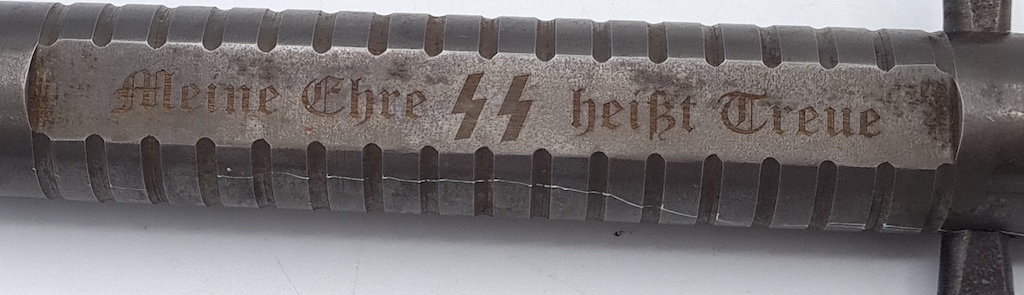 Meine Ehre ᛋᛋ heißt Treue